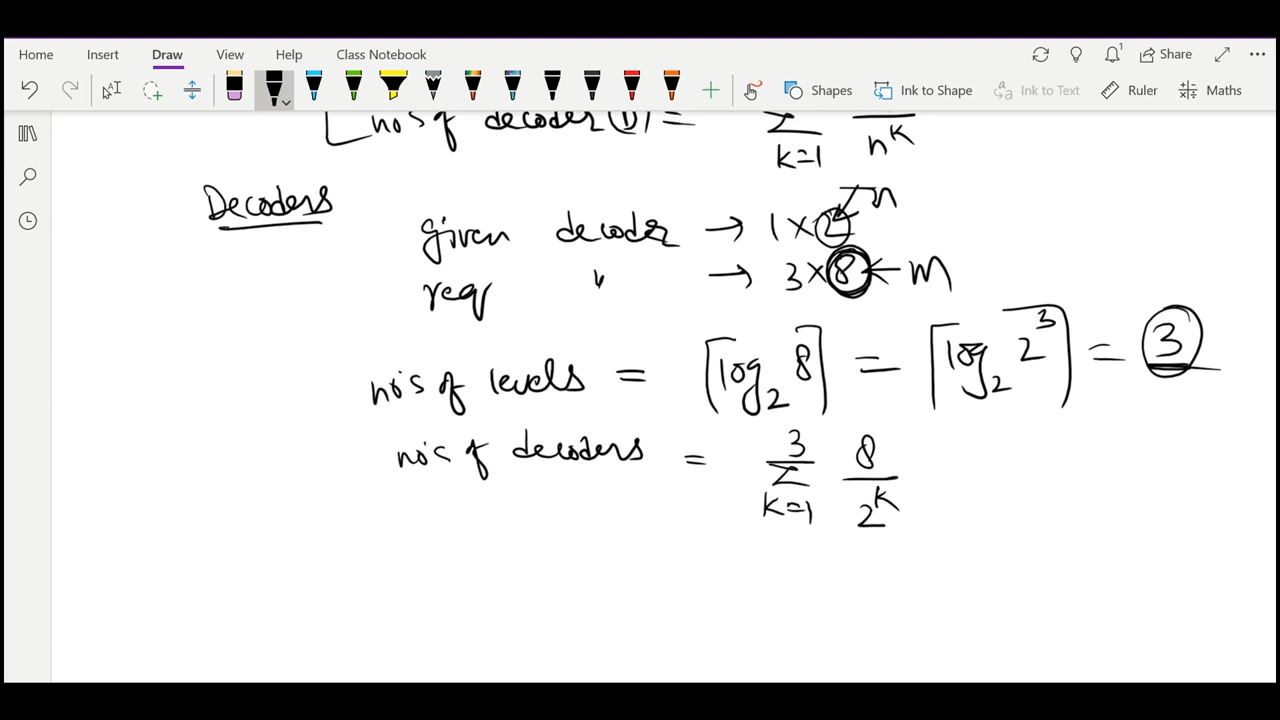 Home Insert Draw View Help Class Notebook 1 Share
Shapes Ink to Shape Ink to Text Ruler Maths
no's of decoder (D) = Σ k=1 n^k
Decoders
given decoder → 1 × 2 ← n
req " → 3 × 8 ← m
no's of levels = ⌈log₂ 8⌉ = ⌈log₂ 2³⌉ = 3
no's of decoders = 3 Σ k=1 8 / 2^k